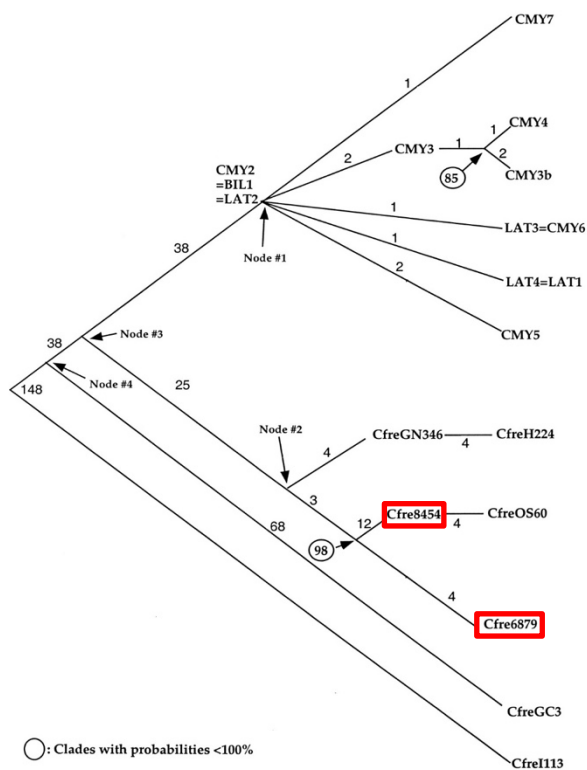 CMY7
1
1
CMY4
CMY3
1
2
85
2
CMY3b
CMY2
=BIL1
=LAT2
1
LAT3=CMY6
Node #1
1
38
LAT4=LAT1
2
CMY5
Node #3
38
Node #4
148
25
Node #2
CfreGN346
CfreH224
4
4
3
Cfre8454
CfreOS60
12
4
68
98
4
Cfre6879
CfreGC3
: Clades with probabilities <100%
CfreI113